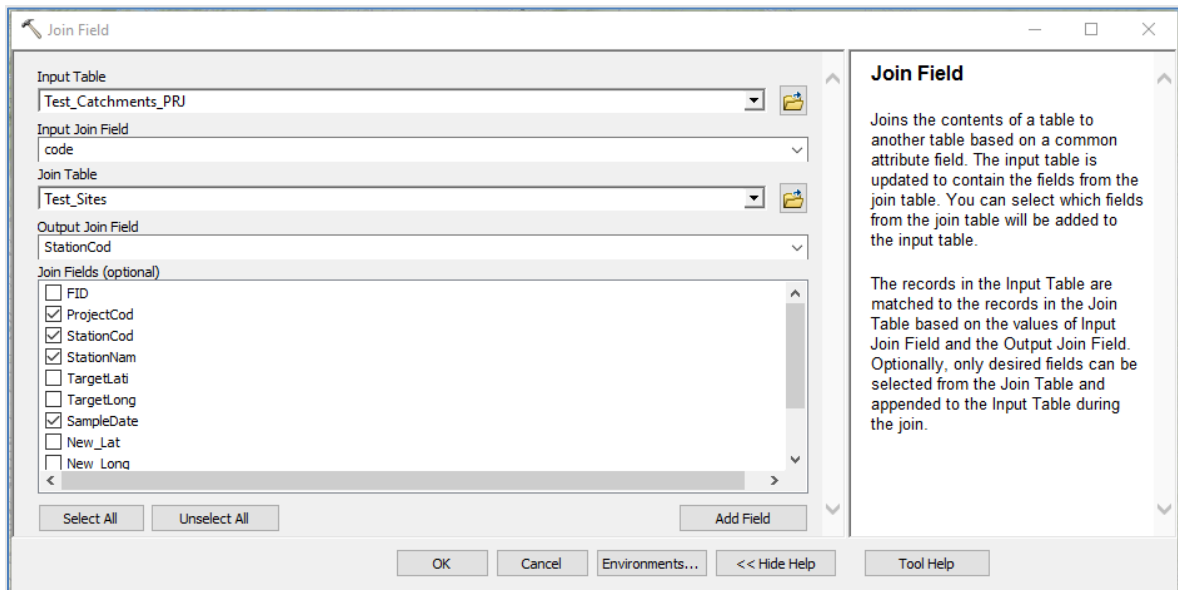 Join Field
Input Table
Test_Catchments_PRJ
Input Join Field
code
Join Table
Test_Sites
Output Join Field
StationCod
Join Fields (optional)
FID
ProjectCod
StationCod
StationNam
TargetLati
TargetLong
SampleDate
New_Lat
New_Long
Select All
Unselect All
Add Field
Join Field
Joins the contents of a table to
another table based on a common
attribute field. The input table is
updated to contain the fields from the
join table. You can select which fields
from the join table will be added to
the input table.
The records in the Input Table are
matched to the records in the Join
Table based on the values of Input
Join Field and the Output Join Field.
Optionally, only desired fields can be
selected from the Join Table and
appended to the Input Table during
the join.
OK
Cancel
Environments...
<< Hide Help
Tool Help